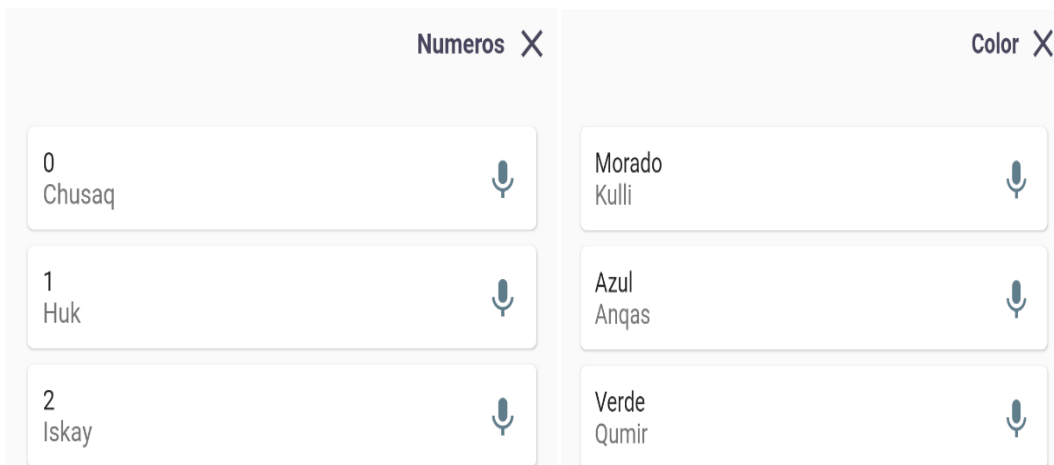 Numeros
0
Chusaq
1
Huk
2
Iskay
Color
Morado
Kulli
Azul
Anqas
Verde
Qumir